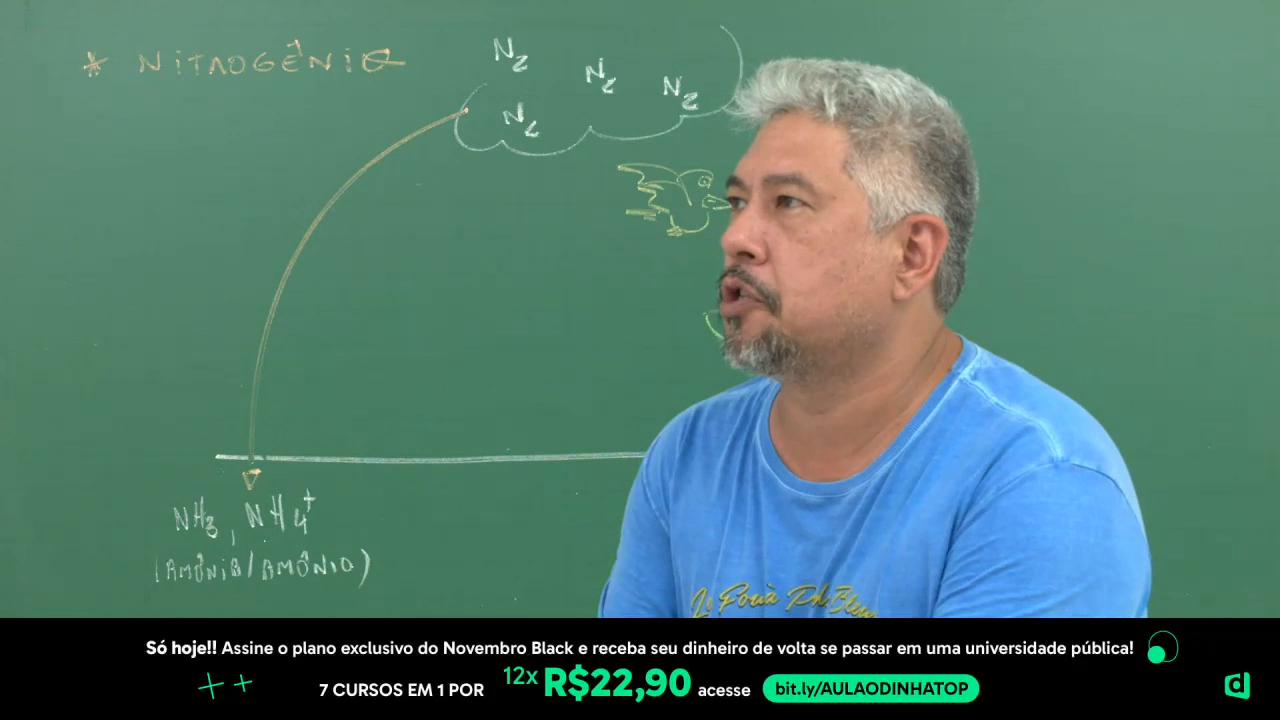 * NITROGÊNIO
N2
N2
N2
N2
NH3, NH4+
(AMÔNIA/AMÔNIO)
Só hoje!! Assine o plano exclusivo do Novembro Black e receba seu dinheiro de volta se passar em uma universidade pública!
7 CURSOS EM 1 POR 12x R$22,90 acesse bit.ly/AULAODINHATOP
d